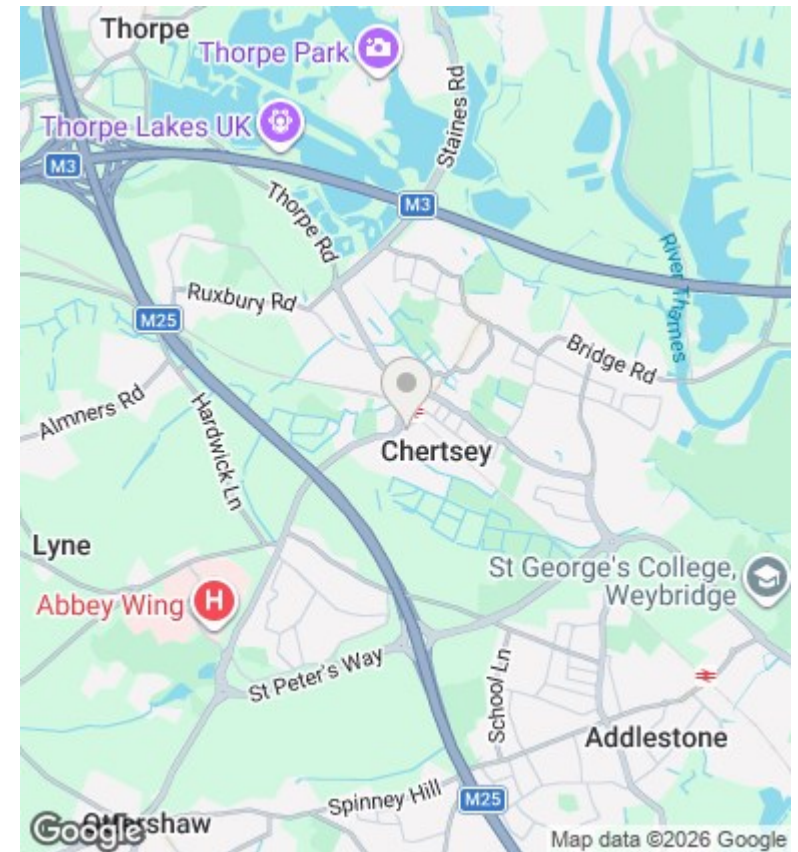 Thorpe
Thorpe Park
Thorpe Lakes UK
Staines Rd
M3
Thorpe Rd
M3
River Thames
Ruxbury Rd
M25
Bridge Rd
Almners Rd
Hardwick Ln
Chertsey
Lyne
St George's College,
Weybridge
Abbey Wing
H
St Peter's Way
School Ln
Addlestone
Spinney Hill
M25
Google
Ottershaw
Map data ©2026 Google